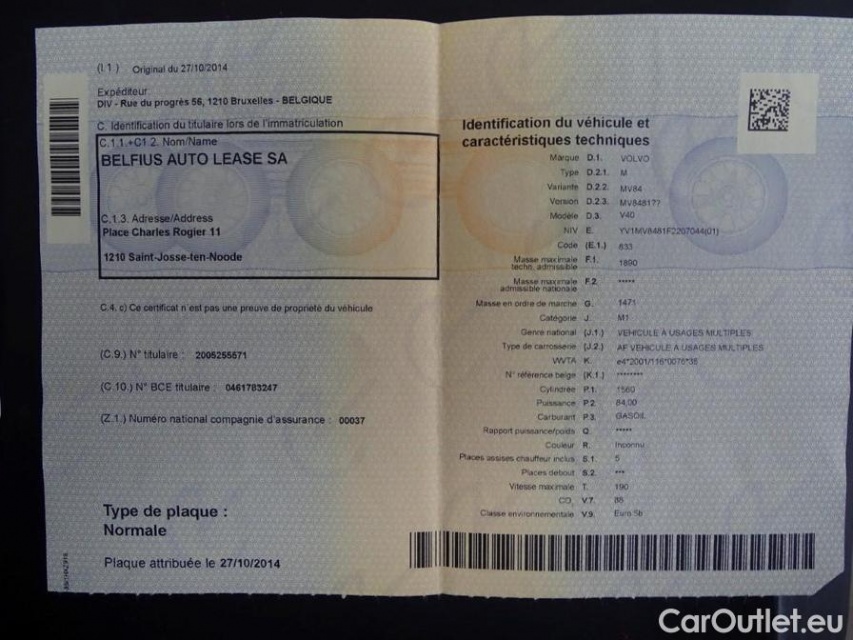 (I.1) Original du 27/10/2014
Expéditeur
DIV - Rue du progrès 56, 1210 Bruxelles - BELGIQUE
C. Identification du titulaire lors de l'immatriculation
C.1.1.+C1 2. Nom/Name
BELFIUS AUTO LEASE SA
C.1.3. Adresse/Address
Place Charles Rogier 11
1210 Saint-Josse-ten-Noode
C.4. c) Ce certificat n'est pas une preuve de propriété du véhicule
(C.9.) N° titulaire : 2005255571
(C.10.) N° BCE titulaire : 0461783247
(Z.1.) Numéro national compagnie d'assurance : 00037
Type de plaque :
Normale
Plaque attribuée le 27/10/2014
Identification du véhicule et
caractéristiques techniques
Marque D.1. VOLVO
Type D.2.1. M
Variante D.2.2. MV84
Version D.2.3. MV848177
Modèle D.3. V40
NIV E. YV1MV8481F2207044(01)
Code (E.1.) 833
Masse maximale techn. admissible F.1. 1890
Masse maximale admissible nationale F.2. *****
Masse en ordre de marche G. 1471
Catégorie J. M1
Genre national (J.1.) VEHICULE A USAGES MULTIPLES
Type de carrosserie (J.2.) AF VEHICULE A USAGES MULTIPLES
WVTA K. e4*2001/116*0076*36
N° référence belge (K.1.) ********
Cylindrée P.1. 1560
Puissance P.2. 84,00
Carburant P.3. GASOIL
Rapport puissance/poids Q. *****
Couleur R. Inconnu
Places assises chauffeur inclus S.1. 5
Places debout S.2. ***
Vitesse maximale T. 190
CO₂ V.7. 88
Classe environnementale V.9. Euro 5b
CarOutlet.eu